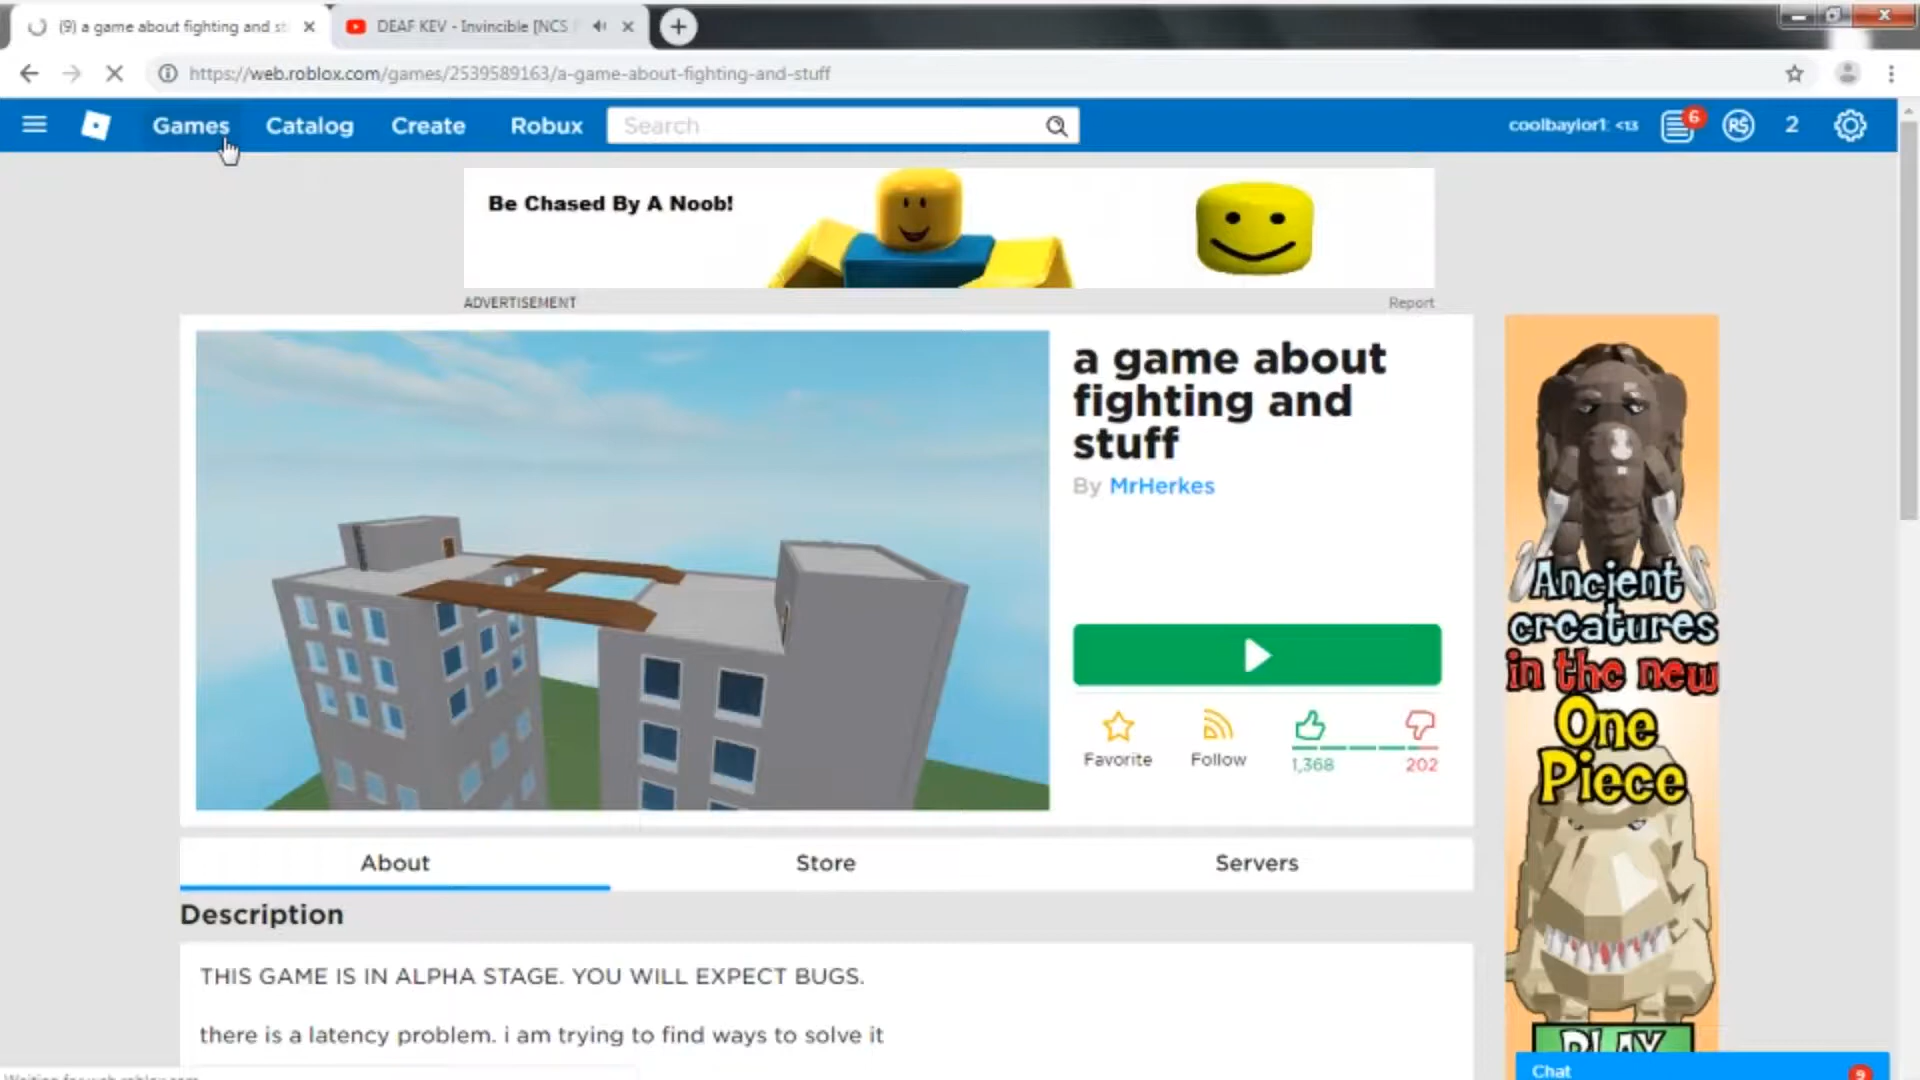 (9) a game about fighting and st
DEAF KEV - Invincible [NCS
https://web.roblox.com/games/2539589163/a-game-about-fighting-and-stuff
Games Catalog Create Robux Search coolbaylor1: <13 6 R$ 2
Be Chased By A Noob!
ADVERTISEMENT Report
a game about
fighting and
stuff
By MrHerkes
Favorite Follow 1,368 202
Ancient
creatures
in the new
One
Piece
PLAY
About Store Servers
Description
THIS GAME IS IN ALPHA STAGE. YOU WILL EXPECT BUGS.
there is a latency problem. i am trying to find ways to solve it
Chat 9